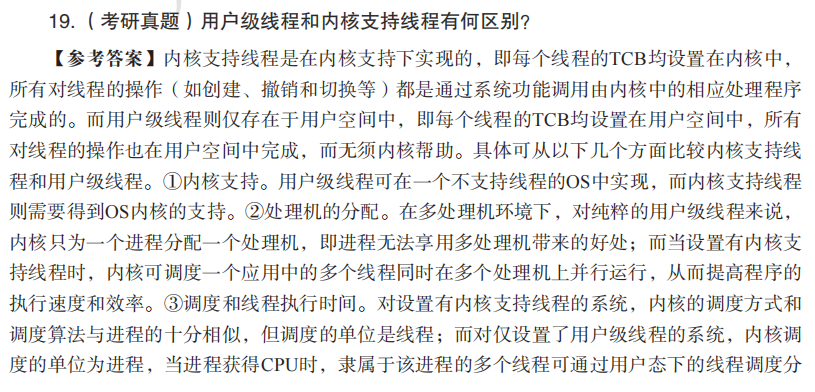 19.（考研真题）用户级线程和内核支持线程有何区别？
【参考答案】内核支持线程是在内核支持下实现的，即每个线程的TCB均设置在内核中，
所有对线程的操作（如创建、撤销和切换等）都是通过系统功能调用由内核中的相应处理程序
完成的。而用户级线程则仅存在于用户空间中，即每个线程的TCB均设置在用户空间中，所有
对线程的操作也在用户空间中完成，而无须内核帮助。具体可从以下几个方面比较内核支持线
程和用户级线程。①内核支持。用户级线程可在一个不支持线程的OS中实现，而内核支持线程
则需要得到OS内核的支持。②处理机的分配。在多处理机环境下，对纯粹的用户级线程来说，
内核只为一个进程分配一个处理机，即进程无法享用多处理机带来的好处；而当设置有内核支
持线程时，内核可调度一个应用中的多个线程同时在多个处理机上并行运行，从而提高程序的
执行速度和效率。③调度和线程执行时间。对设置有内核支持线程的系统，内核的调度方式和
调度算法与进程的十分相似，但调度的单位是线程；而对仅设置了用户级线程的系统，内核调
度的单位为进程，当进程获得CPU时，隶属于该进程的多个线程可通过用户态下的线程调度分